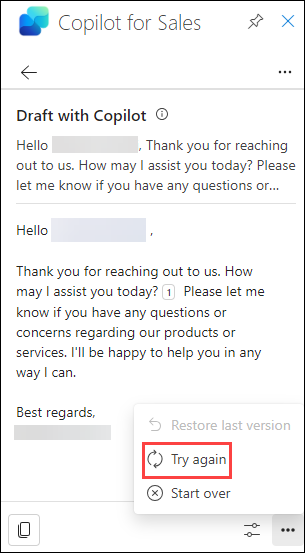 Copilot for Sales
Draft with Copilot
Hello , Thank you for reaching
out to us. How may I assist you today? Please
let me know if you have any questions or...
Hello ,
Thank you for reaching out to us. How
may I assist you today? 1 Please let me
know if you have any questions or
concerns regarding our products or
services. I'll be happy to help you in any
way I can.
Best regards,
Restore last version
Try again
Start over